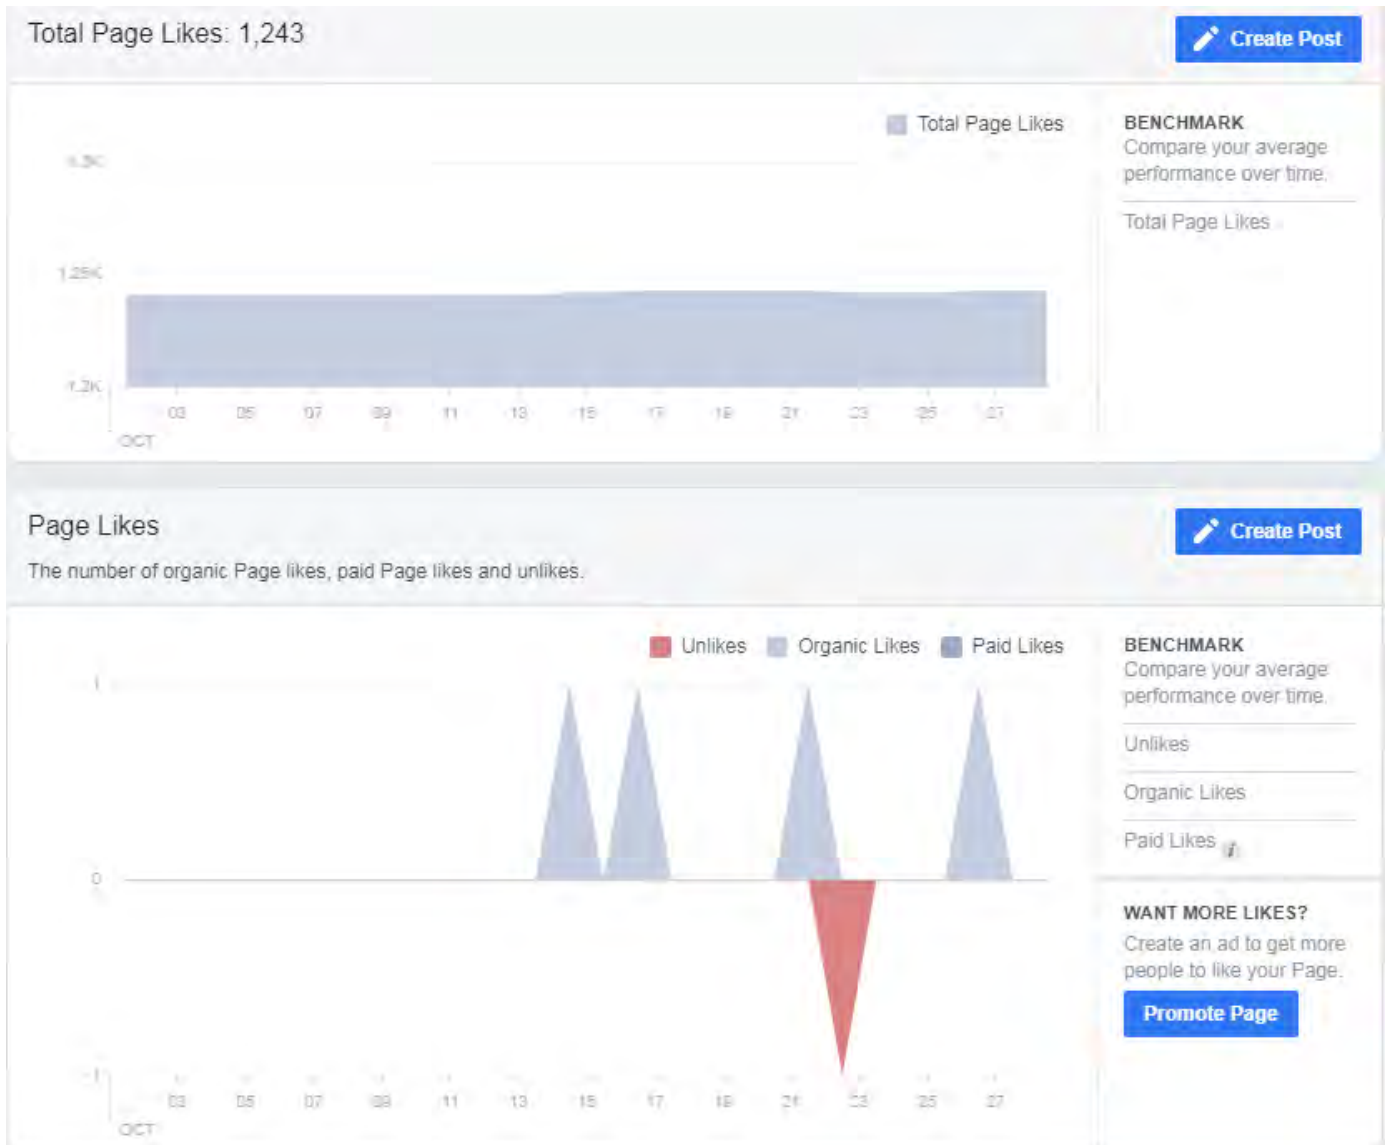 Total Page Likes: 1,243
Create Post
Total Page Likes
BENCHMARK
Compare your average
performance over time.
Total Page Likes
1.3K
1.25K
1.2K
03 05 07 09 11 13 15 17 19 21 23 25 27
OCT
Page Likes
Create Post
The number of organic Page likes, paid Page likes and unlikes.
Unlikes Organic Likes Paid Likes
BENCHMARK
Compare your average
performance over time.
Unlikes
Organic Likes
Paid Likes i
WANT MORE LIKES?
Create an ad to get more
people to like your Page.
Promote Page
1
0
-1
03 05 07 09 11 13 15 17 19 21 23 25 27
OCT